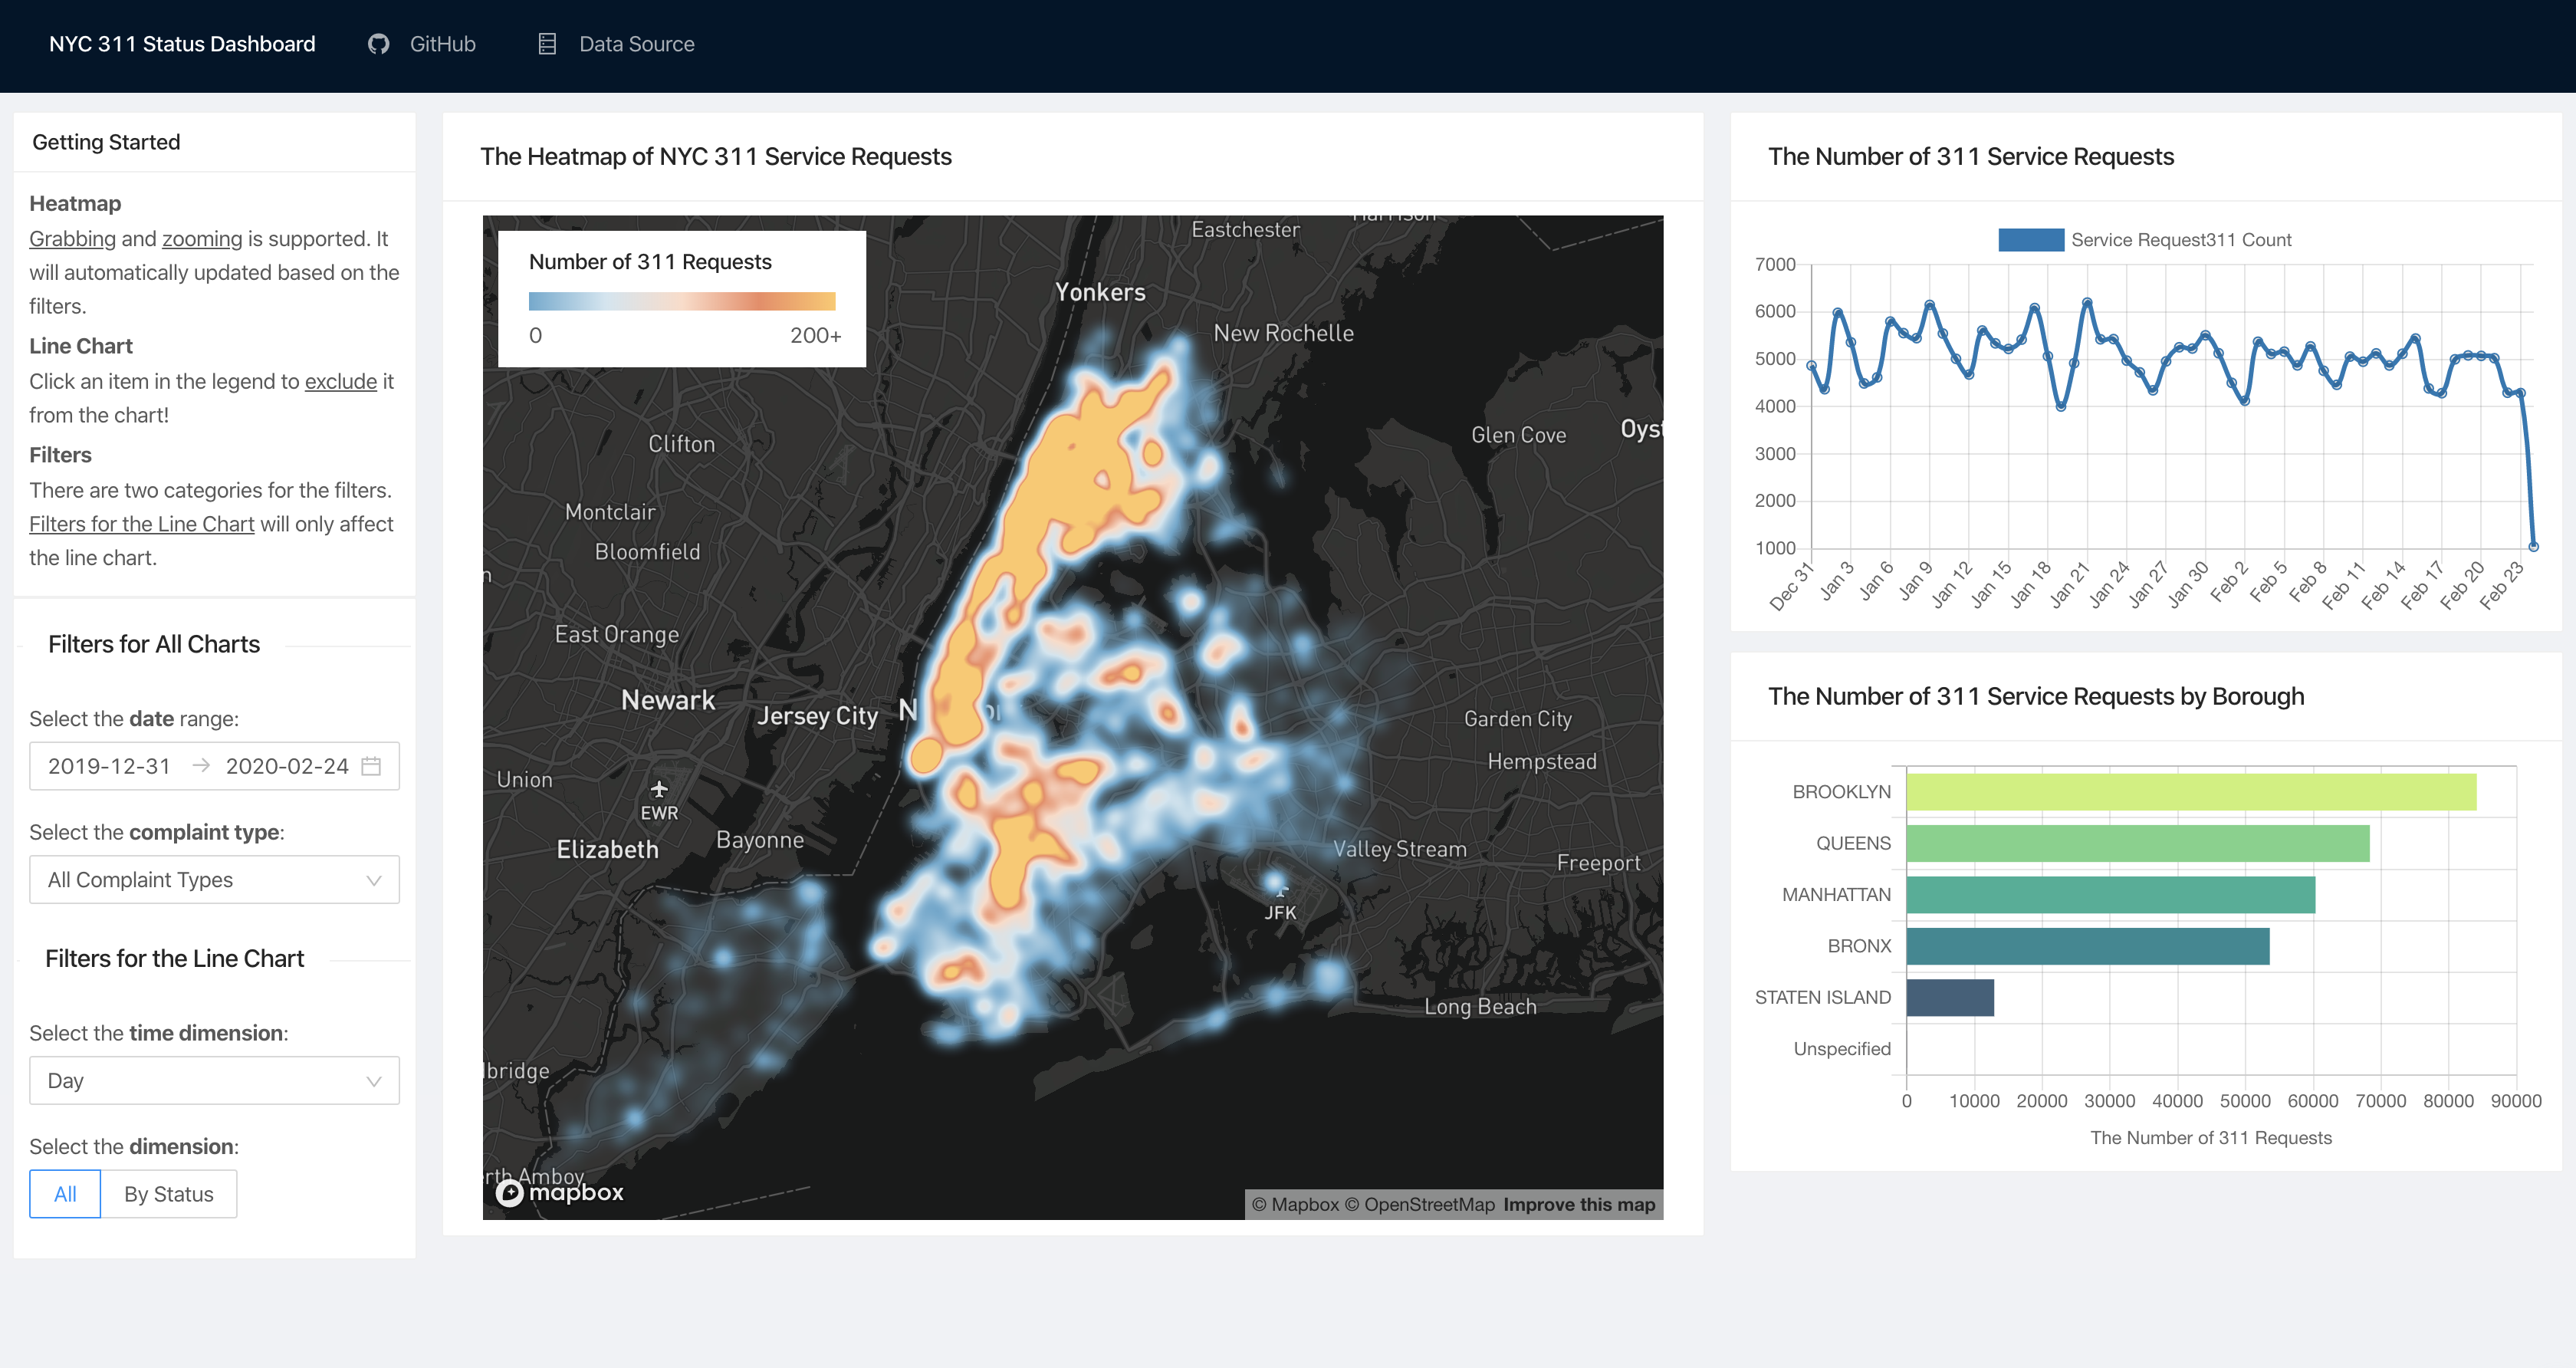 NYC 311 Status Dashboard
GitHub
Data Source
Getting Started
Heatmap
Grabbing and zooming is supported. It
will automatically updated based on the
filters.
Line Chart
Click an item in the legend to exclude it
from the chart!
Filters
There are two categories for the filters.
Filters for the Line Chart will only affect
the line chart.
Filters for All Charts
Select the date range:
2019-12-31 → 2020-02-24
Select the complaint type:
All Complaint Types
Filters for the Line Chart
Select the time dimension:
Day
Select the dimension:
All
By Status
The Heatmap of NYC 311 Service Requests
Number of 311 Requests
0
200+
Harrison
Eastchester
Yonkers
New Rochelle
Clifton
Glen Cove
Oyst
Montclair
Bloomfield
n
East Orange
Newark
Jersey City
N
Garden City
Hempstead
Union
EWR
Bayonne
Elizabeth
Valley Stream
Freeport
JFK
Long Beach
lbridge
rth Amboy
mapbox
© Mapbox © OpenStreetMap Improve this map
The Number of 311 Service Requests
Service Request311 Count
7000
6000
5000
4000
3000
2000
1000
Dec 31
Jan 3
Jan 6
Jan 9
Jan 12
Jan 15
Jan 18
Jan 21
Jan 24
Jan 27
Jan 30
Feb 2
Feb 5
Feb 8
Feb 11
Feb 14
Feb 17
Feb 20
Feb 23
The Number of 311 Service Requests by Borough
BROOKLYN
QUEENS
MANHATTAN
BRONX
STATEN ISLAND
Unspecified
0
10000
20000
30000
40000
50000
60000
70000
80000
90000
The Number of 311 Requests